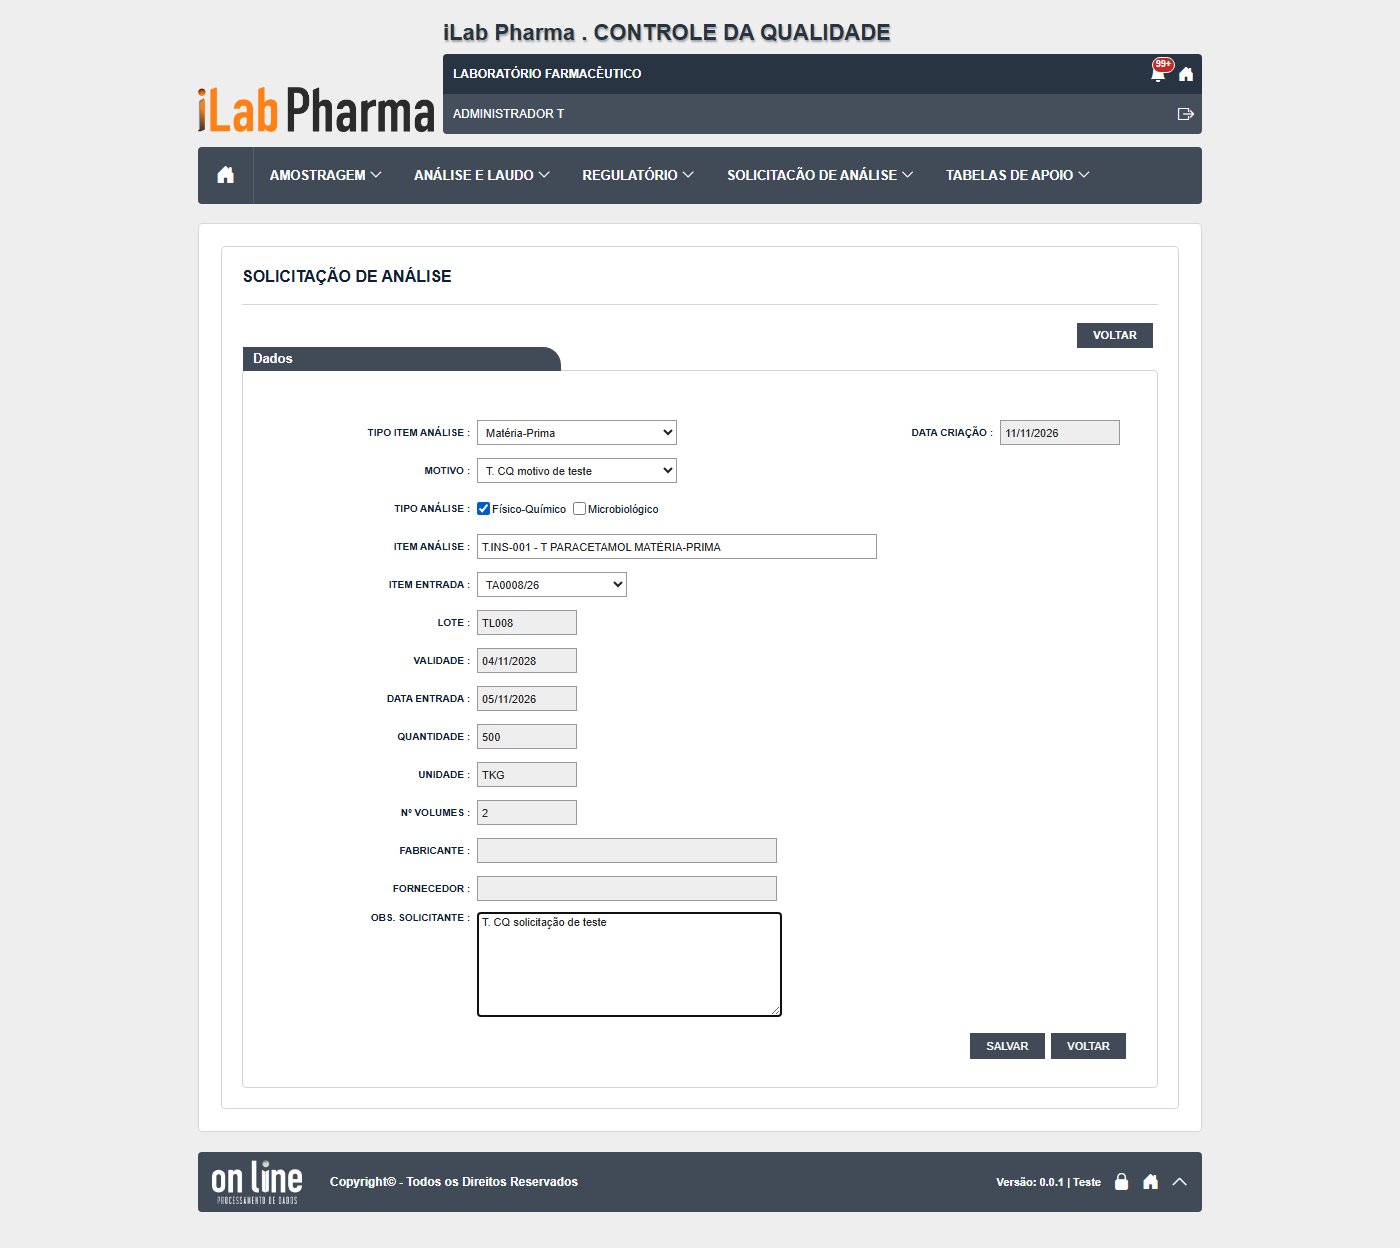 iLab Pharma . CONTROLE DA QUALIDADE
LABORATÓRIO FARMACÊUTICO
99+
iLab Pharma
ADMINISTRADOR T
AMOSTRAGEM
ANÁLISE E LAUDO
REGULATÓRIO
SOLICITACÃO DE ANÁLISE
TABELAS DE APOIO
SOLICITAÇÃO DE ANÁLISE
VOLTAR
Dados
TIPO ITEM ANÁLISE : Matéria-Prima
DATA CRIAÇÃO : 11/11/2026
MOTIVO : T. CQ motivo de teste
TIPO ANÁLISE : Físico-Químico Microbiológico
ITEM ANÁLISE : T.INS-001 - T PARACETAMOL MATÉRIA-PRIMA
ITEM ENTRADA : TA0008/26
LOTE : TL008
VALIDADE : 04/11/2028
DATA ENTRADA : 05/11/2026
QUANTIDADE : 500
UNIDADE : TKG
Nº VOLUMES : 2
FABRICANTE :
FORNECEDOR :
OBS. SOLICITANTE : T. CQ solicitação de teste
SALVAR VOLTAR
on line
PROCESSAMENTO DE DADOS
Copyright© - Todos os Direitos Reservados
Versão: 0.0.1 | Teste